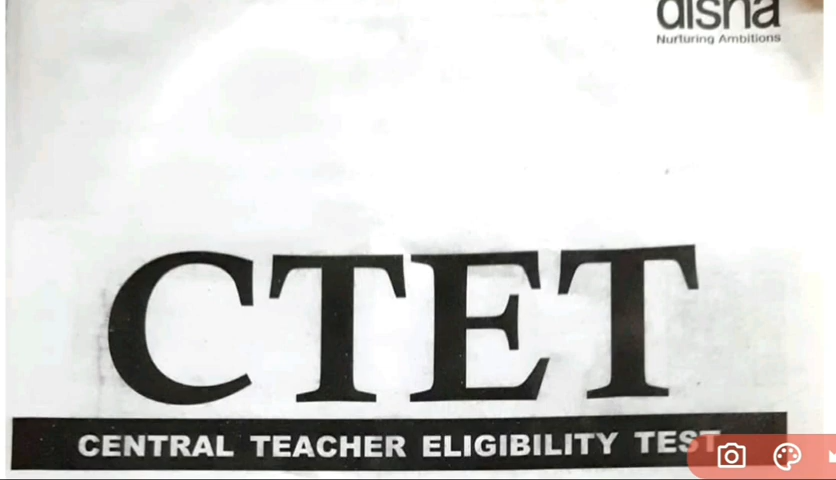 disha
Nurturing Ambitions
CTET
CENTRAL TEACHER ELIGIBILITY TEST